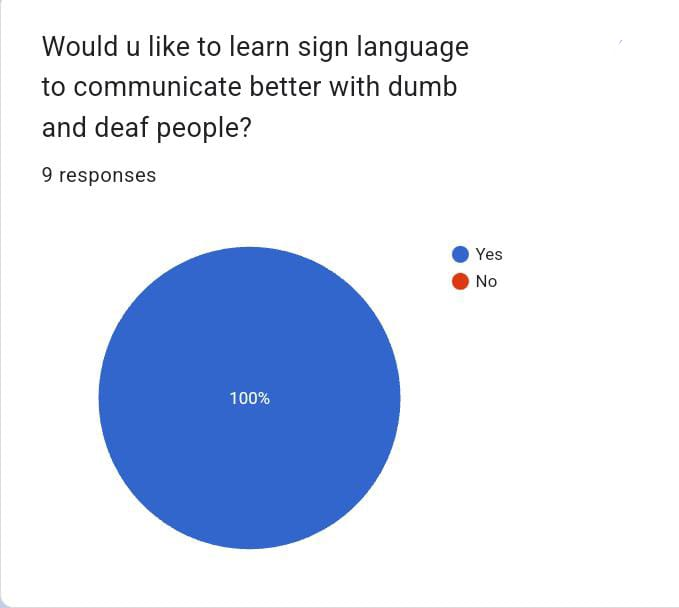 Would u like to learn sign language
to communicate better with dumb
and deaf people?
9 responses
Yes
No
100%